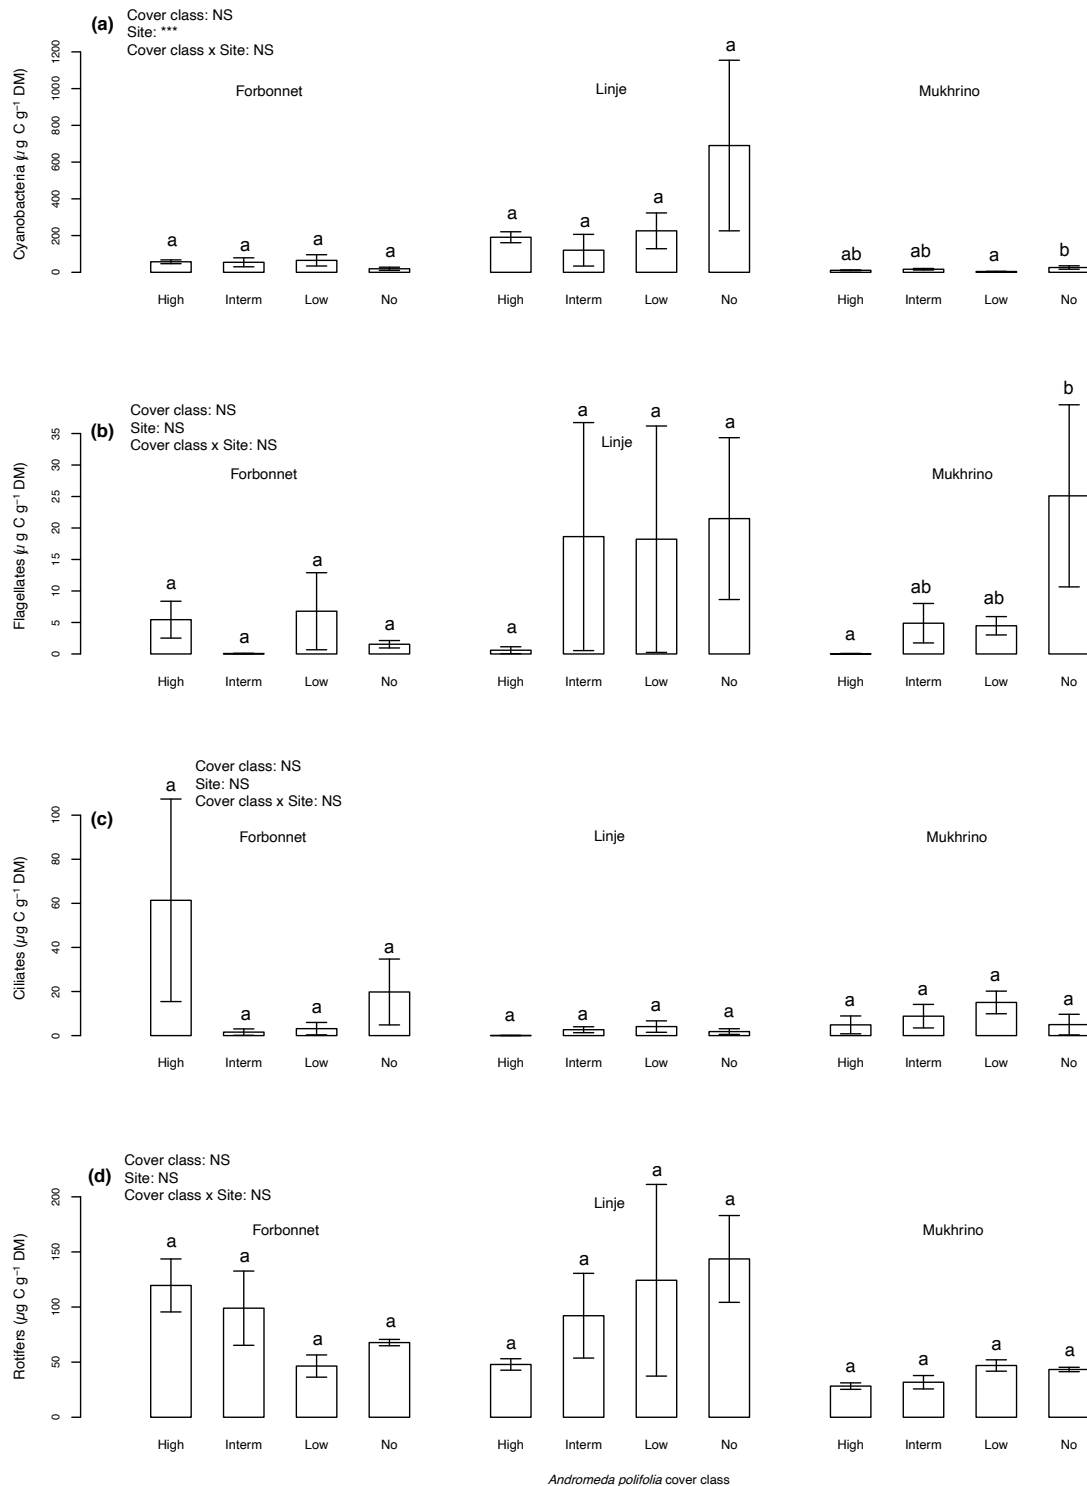 (a)
Cover class: NS
Site: ***
Cover class x Site: NS
Cyanobacteria (µ g C g⁻¹ DM)
0 200 400 600 800 1000 1200
Forbonnet
Linje
Mukhrino
a a a a
a a a a
ab ab a b
High Interm Low No
High Interm Low No
High Interm Low No
(b)
Cover class: NS
Site: NS
Cover class x Site: NS
Flagellates (µ g C g⁻¹ DM)
0 5 10 15 20 25 30 35
Forbonnet
Linje
Mukhrino
a a a a
a a a a
a ab ab b
High Interm Low No
High Interm Low No
High Interm Low No
(c)
Cover class: NS
Site: NS
Cover class x Site: NS
Ciliates (µg C g⁻¹ DM)
0 20 40 60 80 100
Forbonnet
Linje
Mukhrino
a a a a
a a a a
a a a a
High Interm Low No
High Interm Low No
High Interm Low No
(d)
Cover class: NS
Site: NS
Cover class x Site: NS
Rotifers (µg C g⁻¹ DM)
0 50 100 150 200
Forbonnet
Linje
Mukhrino
a a a a
a a a a
a a a a
High Interm Low No
High Interm Low No
High Interm Low No
Andromeda polifolia cover class